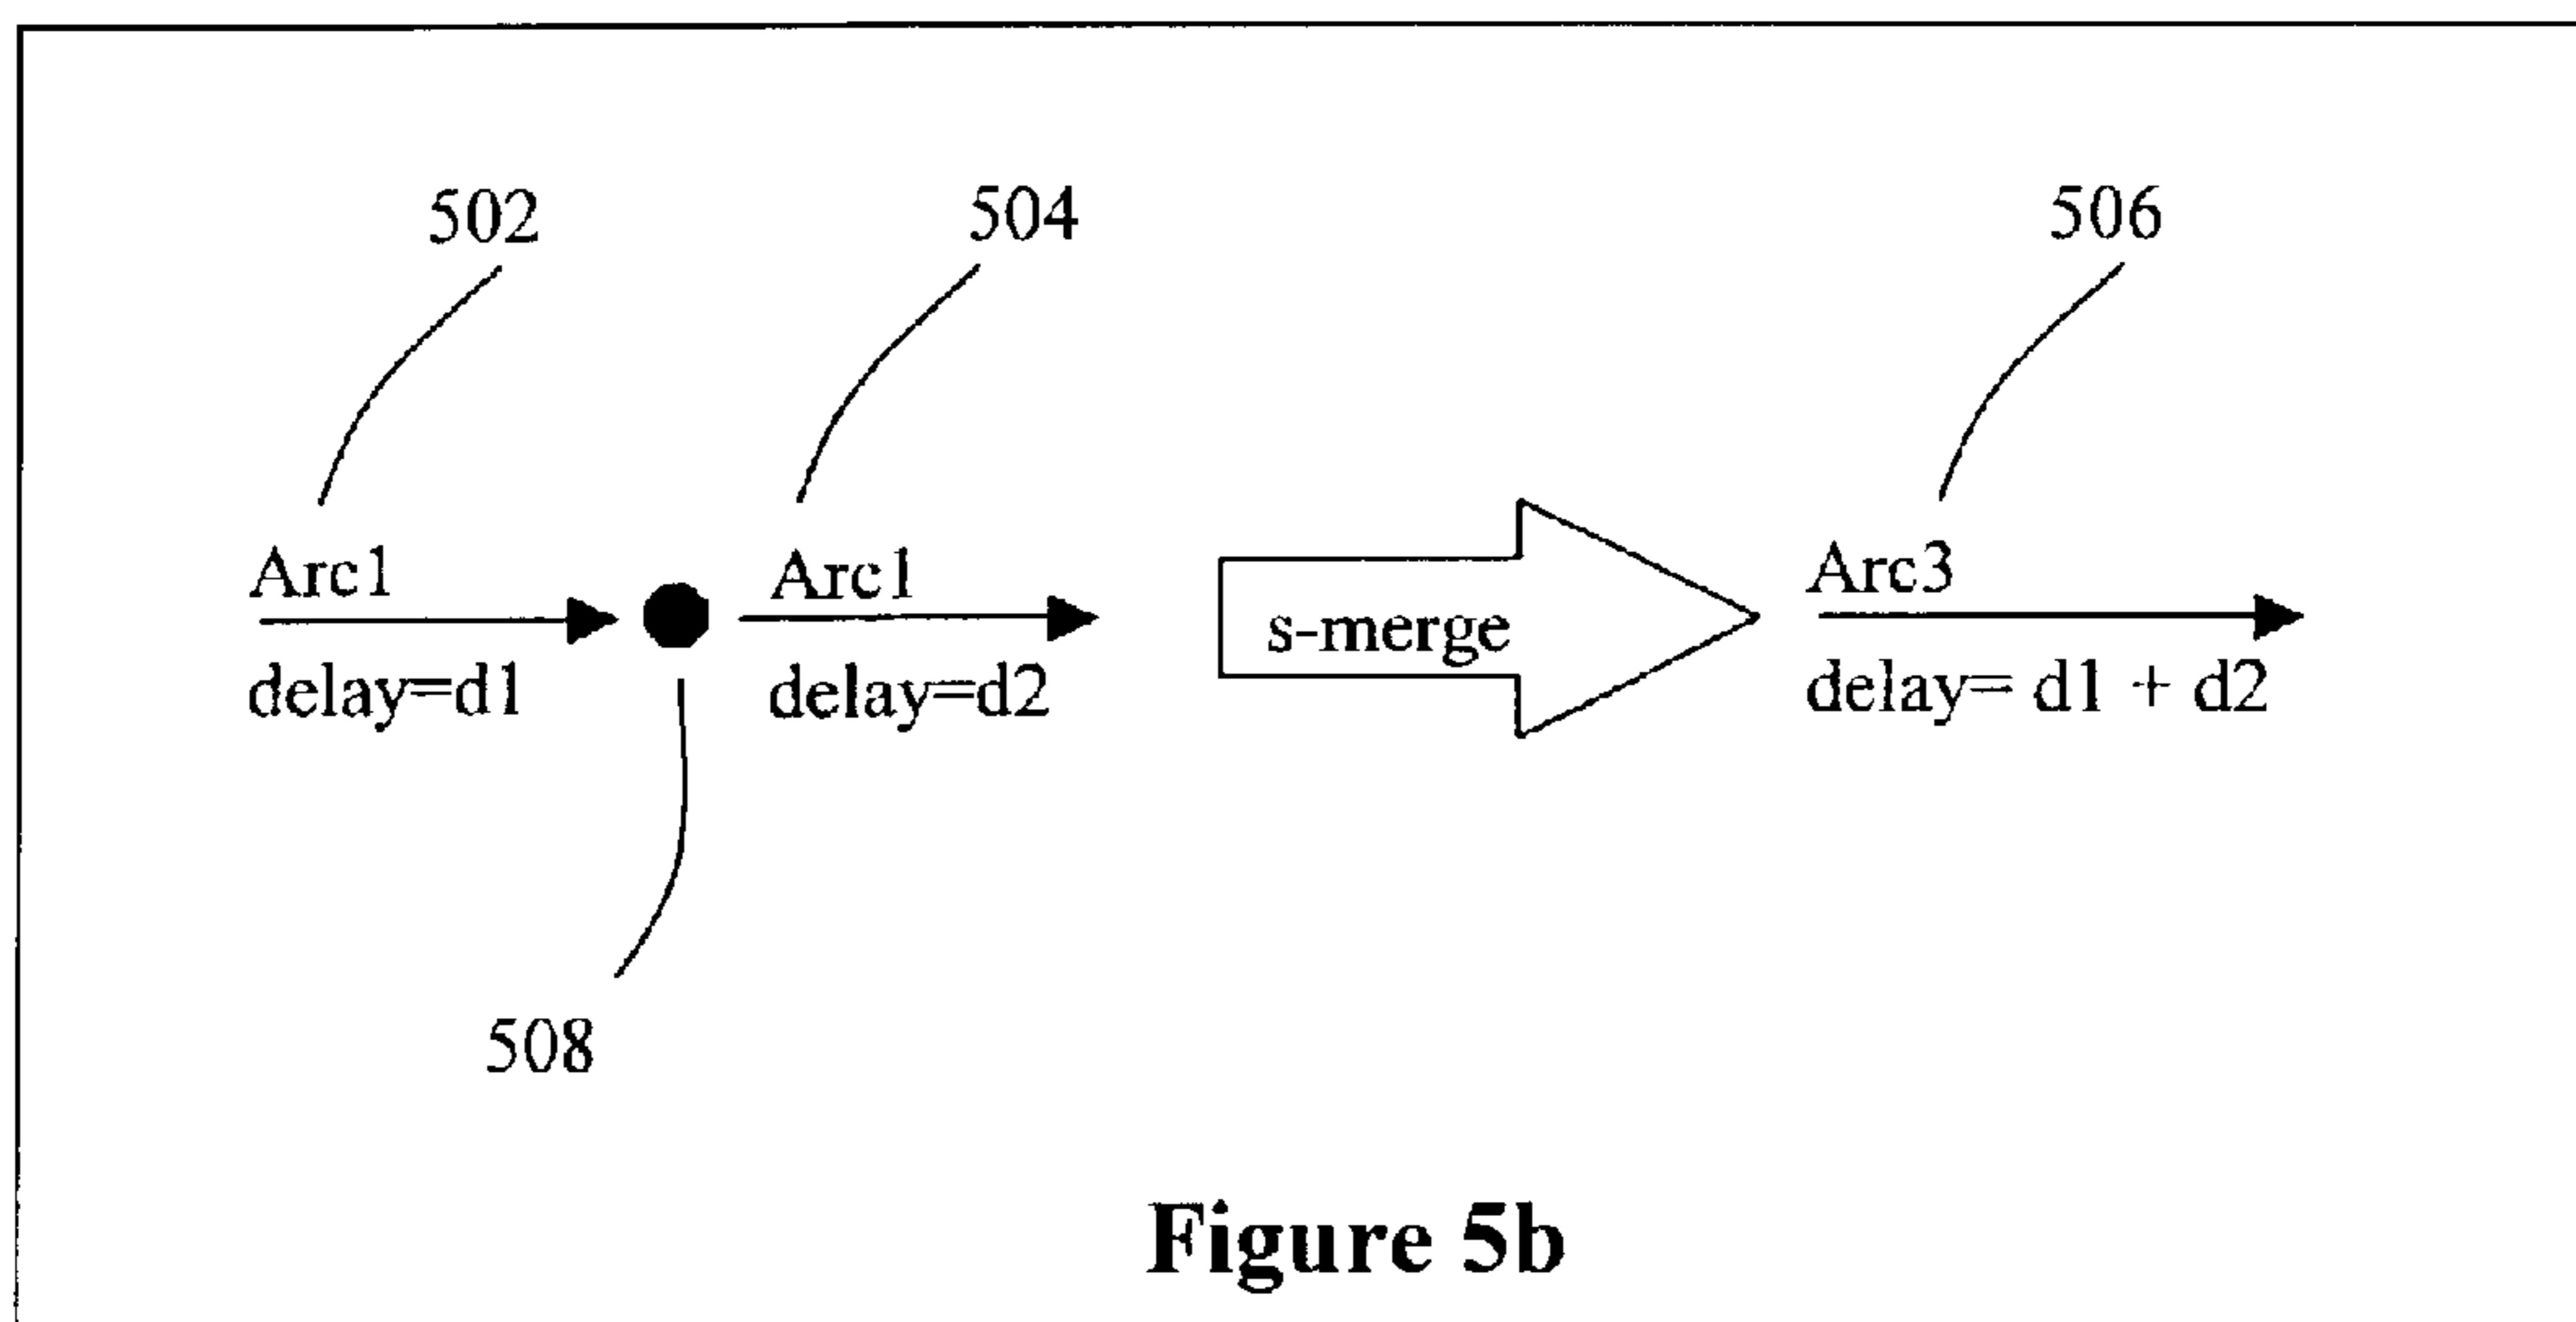 502
504
506
Arc1
Arc1
Arc3
s-merge
delay=d1
delay=d2
delay= d1 + d2
508
Figure 5b